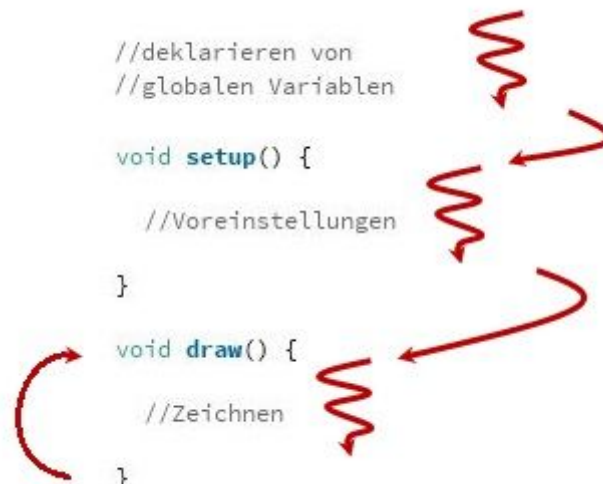 //deklarieren von
//globalen Variablen
void setup() {
//Voreinstellungen
}
void draw() {
//Zeichnen
}